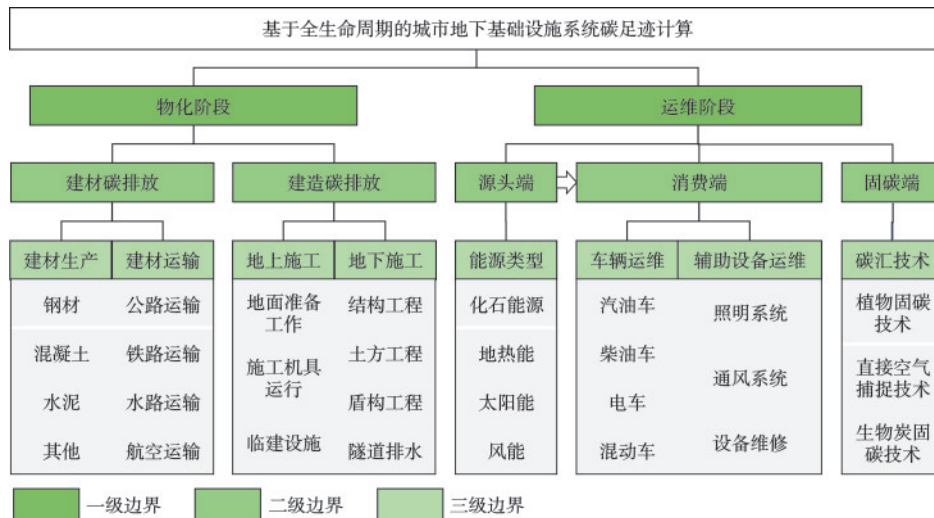 基于全生命周期的城市地下基础设施系统碳足迹计算
物化阶段
运维阶段
建材碳排放
建造碳排放
源头端
消费端
固碳端
建材生产
建材运输
地上施工
地下施工
能源类型
车辆运维
辅助设备运维
碳汇技术
钢材
混凝土
水泥
其他
公路运输
铁路运输
水路运输
航空运输
地面准备
工作
施工机具
运行
临建设施
结构工程
土方工程
盾构工程
隧道排水
化石能源
地热能
太阳能
风能
汽油车
柴油车
电车
混动车
照明系统
通风系统
设备维修
植物固碳
技术
直接空气
捕捉技术
生物炭固
碳技术
一级边界
二级边界
三级边界